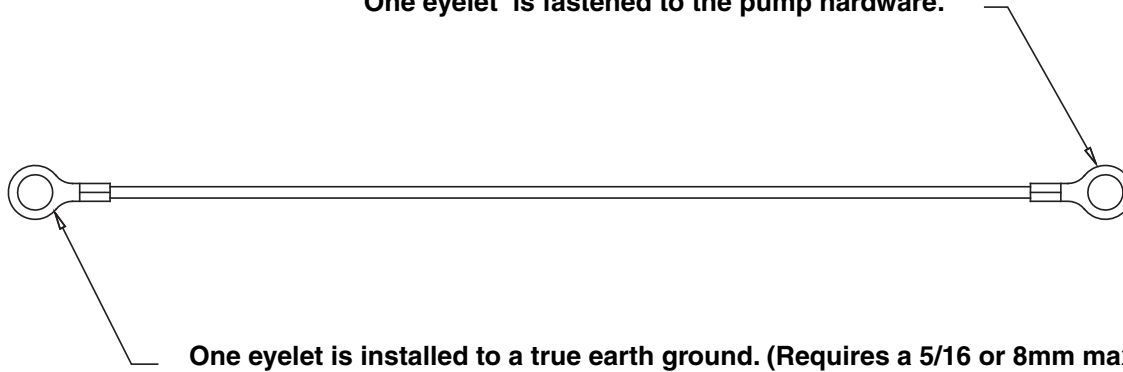 One eyelet is fastened to the pump hardware.
One eyelet is installed to a true earth ground. (Requires a 5/16 or 8mm